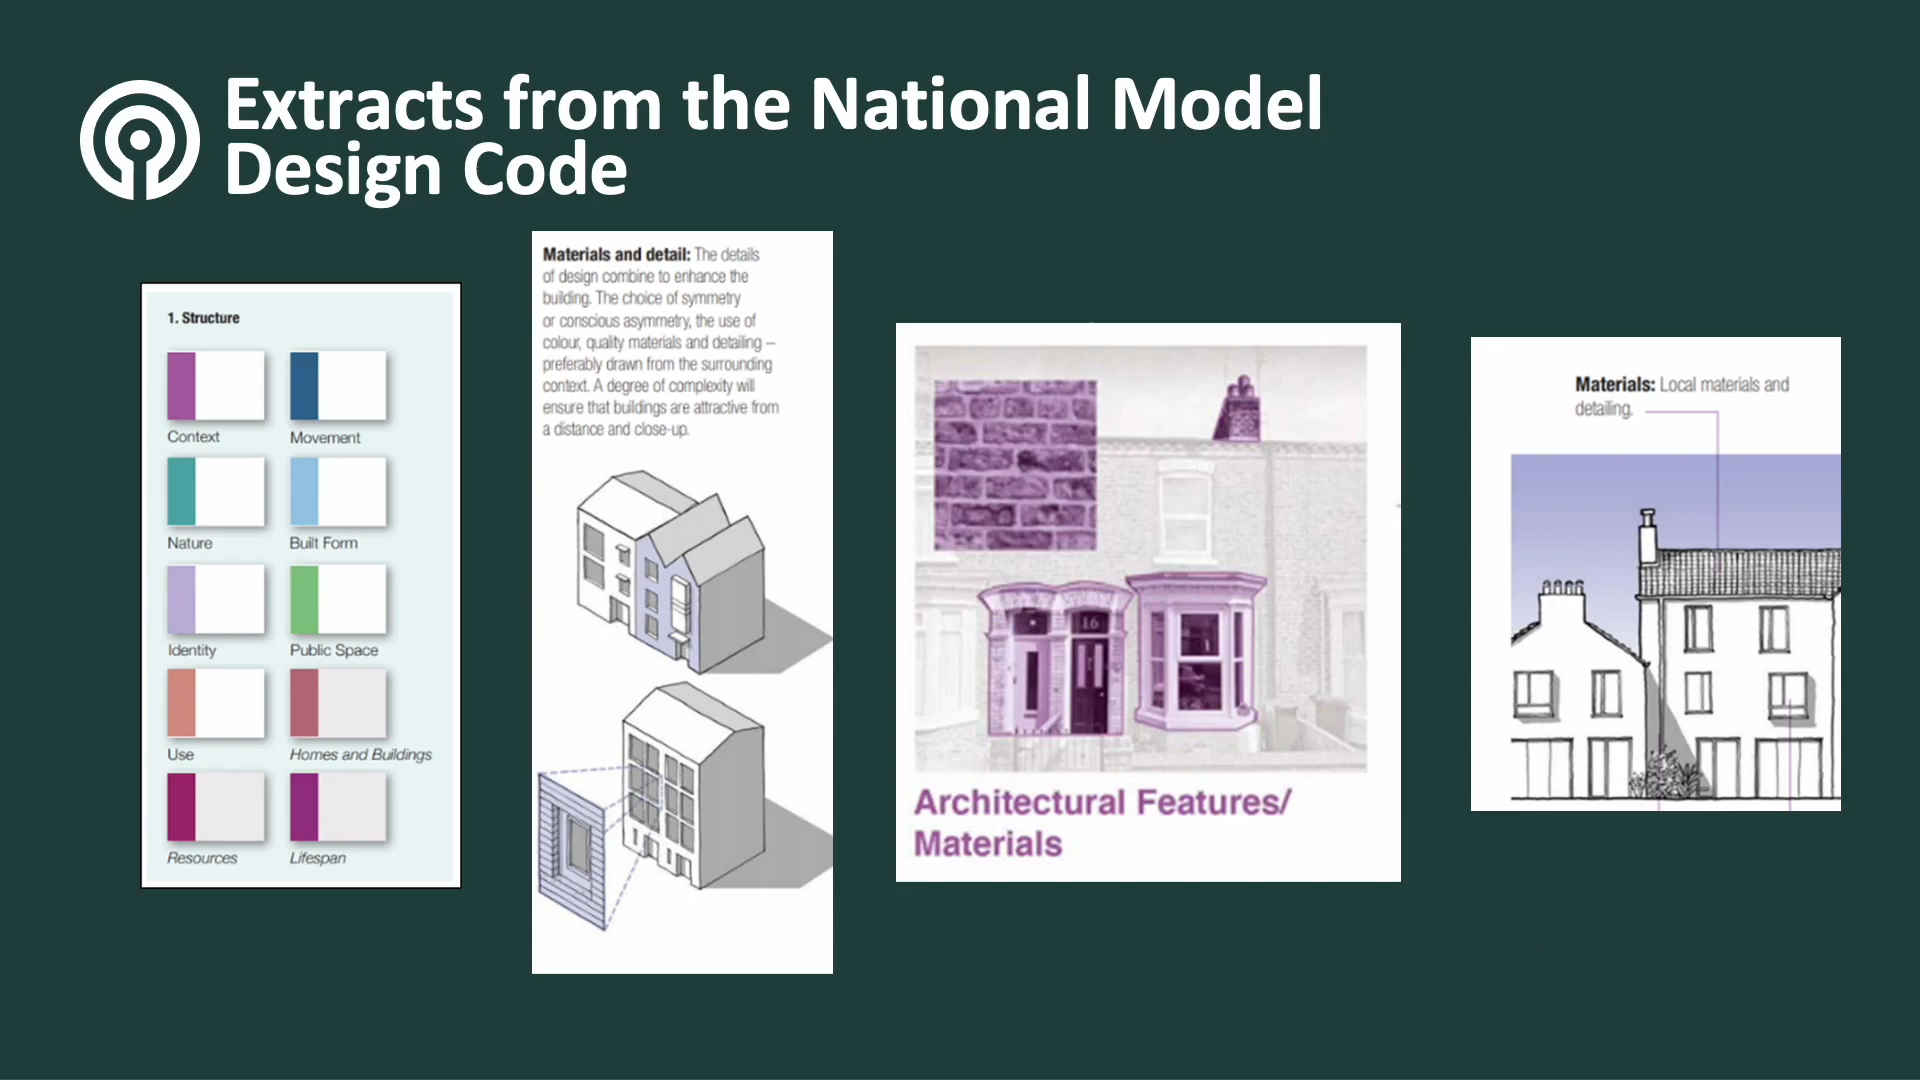 Extracts from the National Model
Design Code
1. Structure
Context
Movement
Nature
Built Form
Identity
Public Space
Use
Homes and Buildings
Resources
Lifespan
Materials and detail: The details
of design combine to enhance the
building. The choice of symmetry
or conscious asymmetry, the use of
colour, quality materials and detailing –
preferably drawn from the surrounding
context. A degree of complexity will
ensure that buildings are attractive from
a distance and close-up.
16
Architectural Features/
Materials
Materials: Local materials and
detailing.